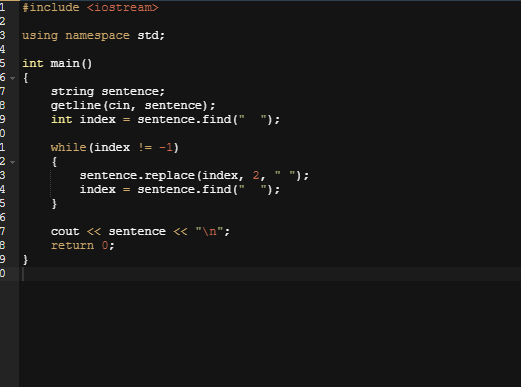 1 #include <iostream>
2
3 using namespace std;
4
5 int main()
6 {
7     string sentence;
8     getline(cin, sentence);
9     int index = sentence.find("  ");
0
1     while(index != -1)
2     {
3         sentence.replace(index, 2, " ");
4         index = sentence.find("  ");
5     }
6
7     cout << sentence << "\n";
8     return 0;
9 }
0